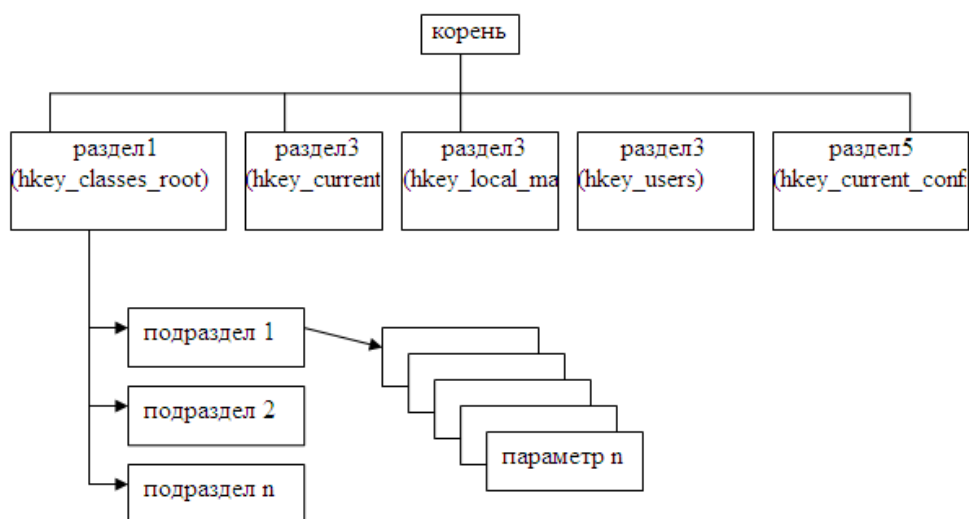 корень
раздел1
(hkey_classes_root)
раздел3
(hkey_current
раздел3
(hkey_local_ma
раздел3
(hkey_users)
раздел5
(hkey_current_conf
подраздел 1
подраздел 2
подраздел n
параметр n